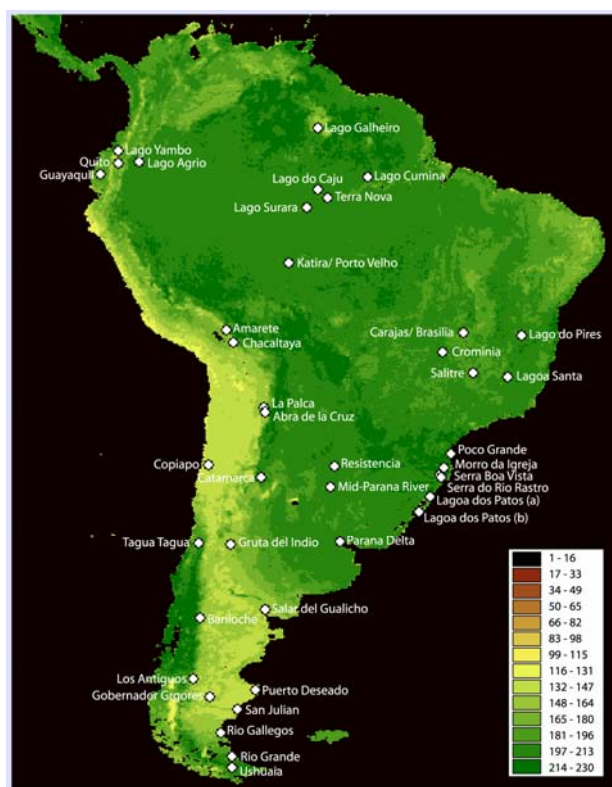 Lago Galheiro
Lago Yambo
Quito
Lago Agrio
Guayaquil
Lago do Caju
Lago Cumina
Terra Nova
Lago Surara
Katira/ Porto Velho
Amarete
Chacaltaya
Carajas/ Brasilia
Lago do Pires
Crominia
Salitre
Lagoa Santa
La Palca
Abra de la Cruz
Poco Grande
Copiapo
Resistencia
Morro da Igreja
Catamarca
Serra Boa Vista
Mid-Parana River
Serra do Rio Rastro
Lagoa dos Patos (a)
Lagoa dos Patos (b)
Tagua Tagua
Gruta del Indio
Parana Delta
Salar del Gualicho
Bariloche
Los Antiguos
Puerto Deseado
Gobernador Grgores
San Julian
Rio Gallegos
Rio Grande
Ushuaia
1 - 16
17 - 33
34 - 49
50 - 65
66 - 82
83 - 98
99 - 115
116 - 131
132 - 147
148 - 164
165 - 180
181 - 196
197 - 213
214 - 230